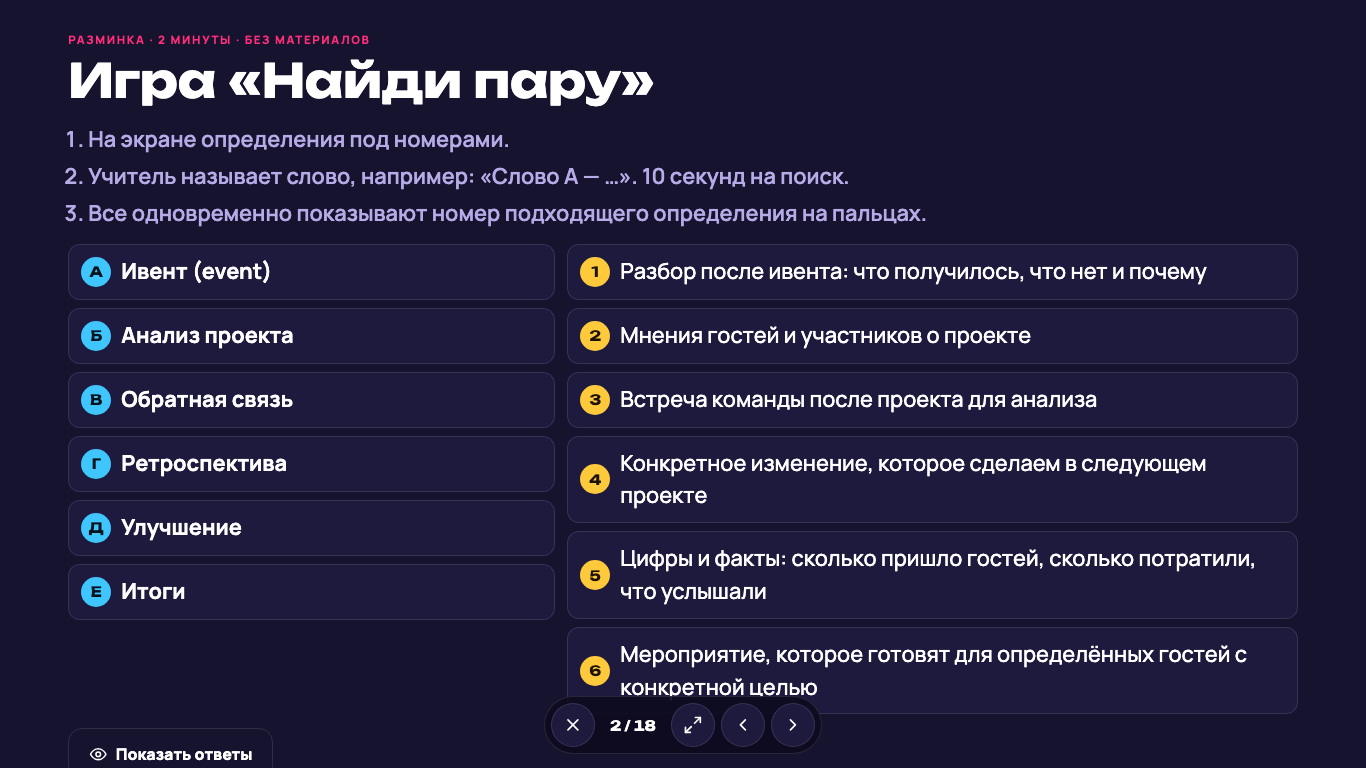 РАЗМИНКА · 2 МИНУТЫ · БЕЗ МАТЕРИАЛОВ
Игра «Найди пару»
1. На экране определения под номерами.
2. Учитель называет слово, например: «Слово А — …». 10 секунд на поиск.
3. Все одновременно показывают номер подходящего определения на пальцах.
А Ивент (event)
Б Анализ проекта
В Обратная связь
Г Ретроспектива
Д Улучшение
Е Итоги
1 Разбор после ивента: что получилось, что нет и почему
2 Мнения гостей и участников о проекте
3 Встреча команды после проекта для анализа
4 Конкретное изменение, которое сделаем в следующем
проекте
5 Цифры и факты: сколько пришло гостей, сколько потратили,
что услышали
6 Мероприятие, которое готовят для определённых гостей с
конкретной целью
2 / 18
Показать ответы